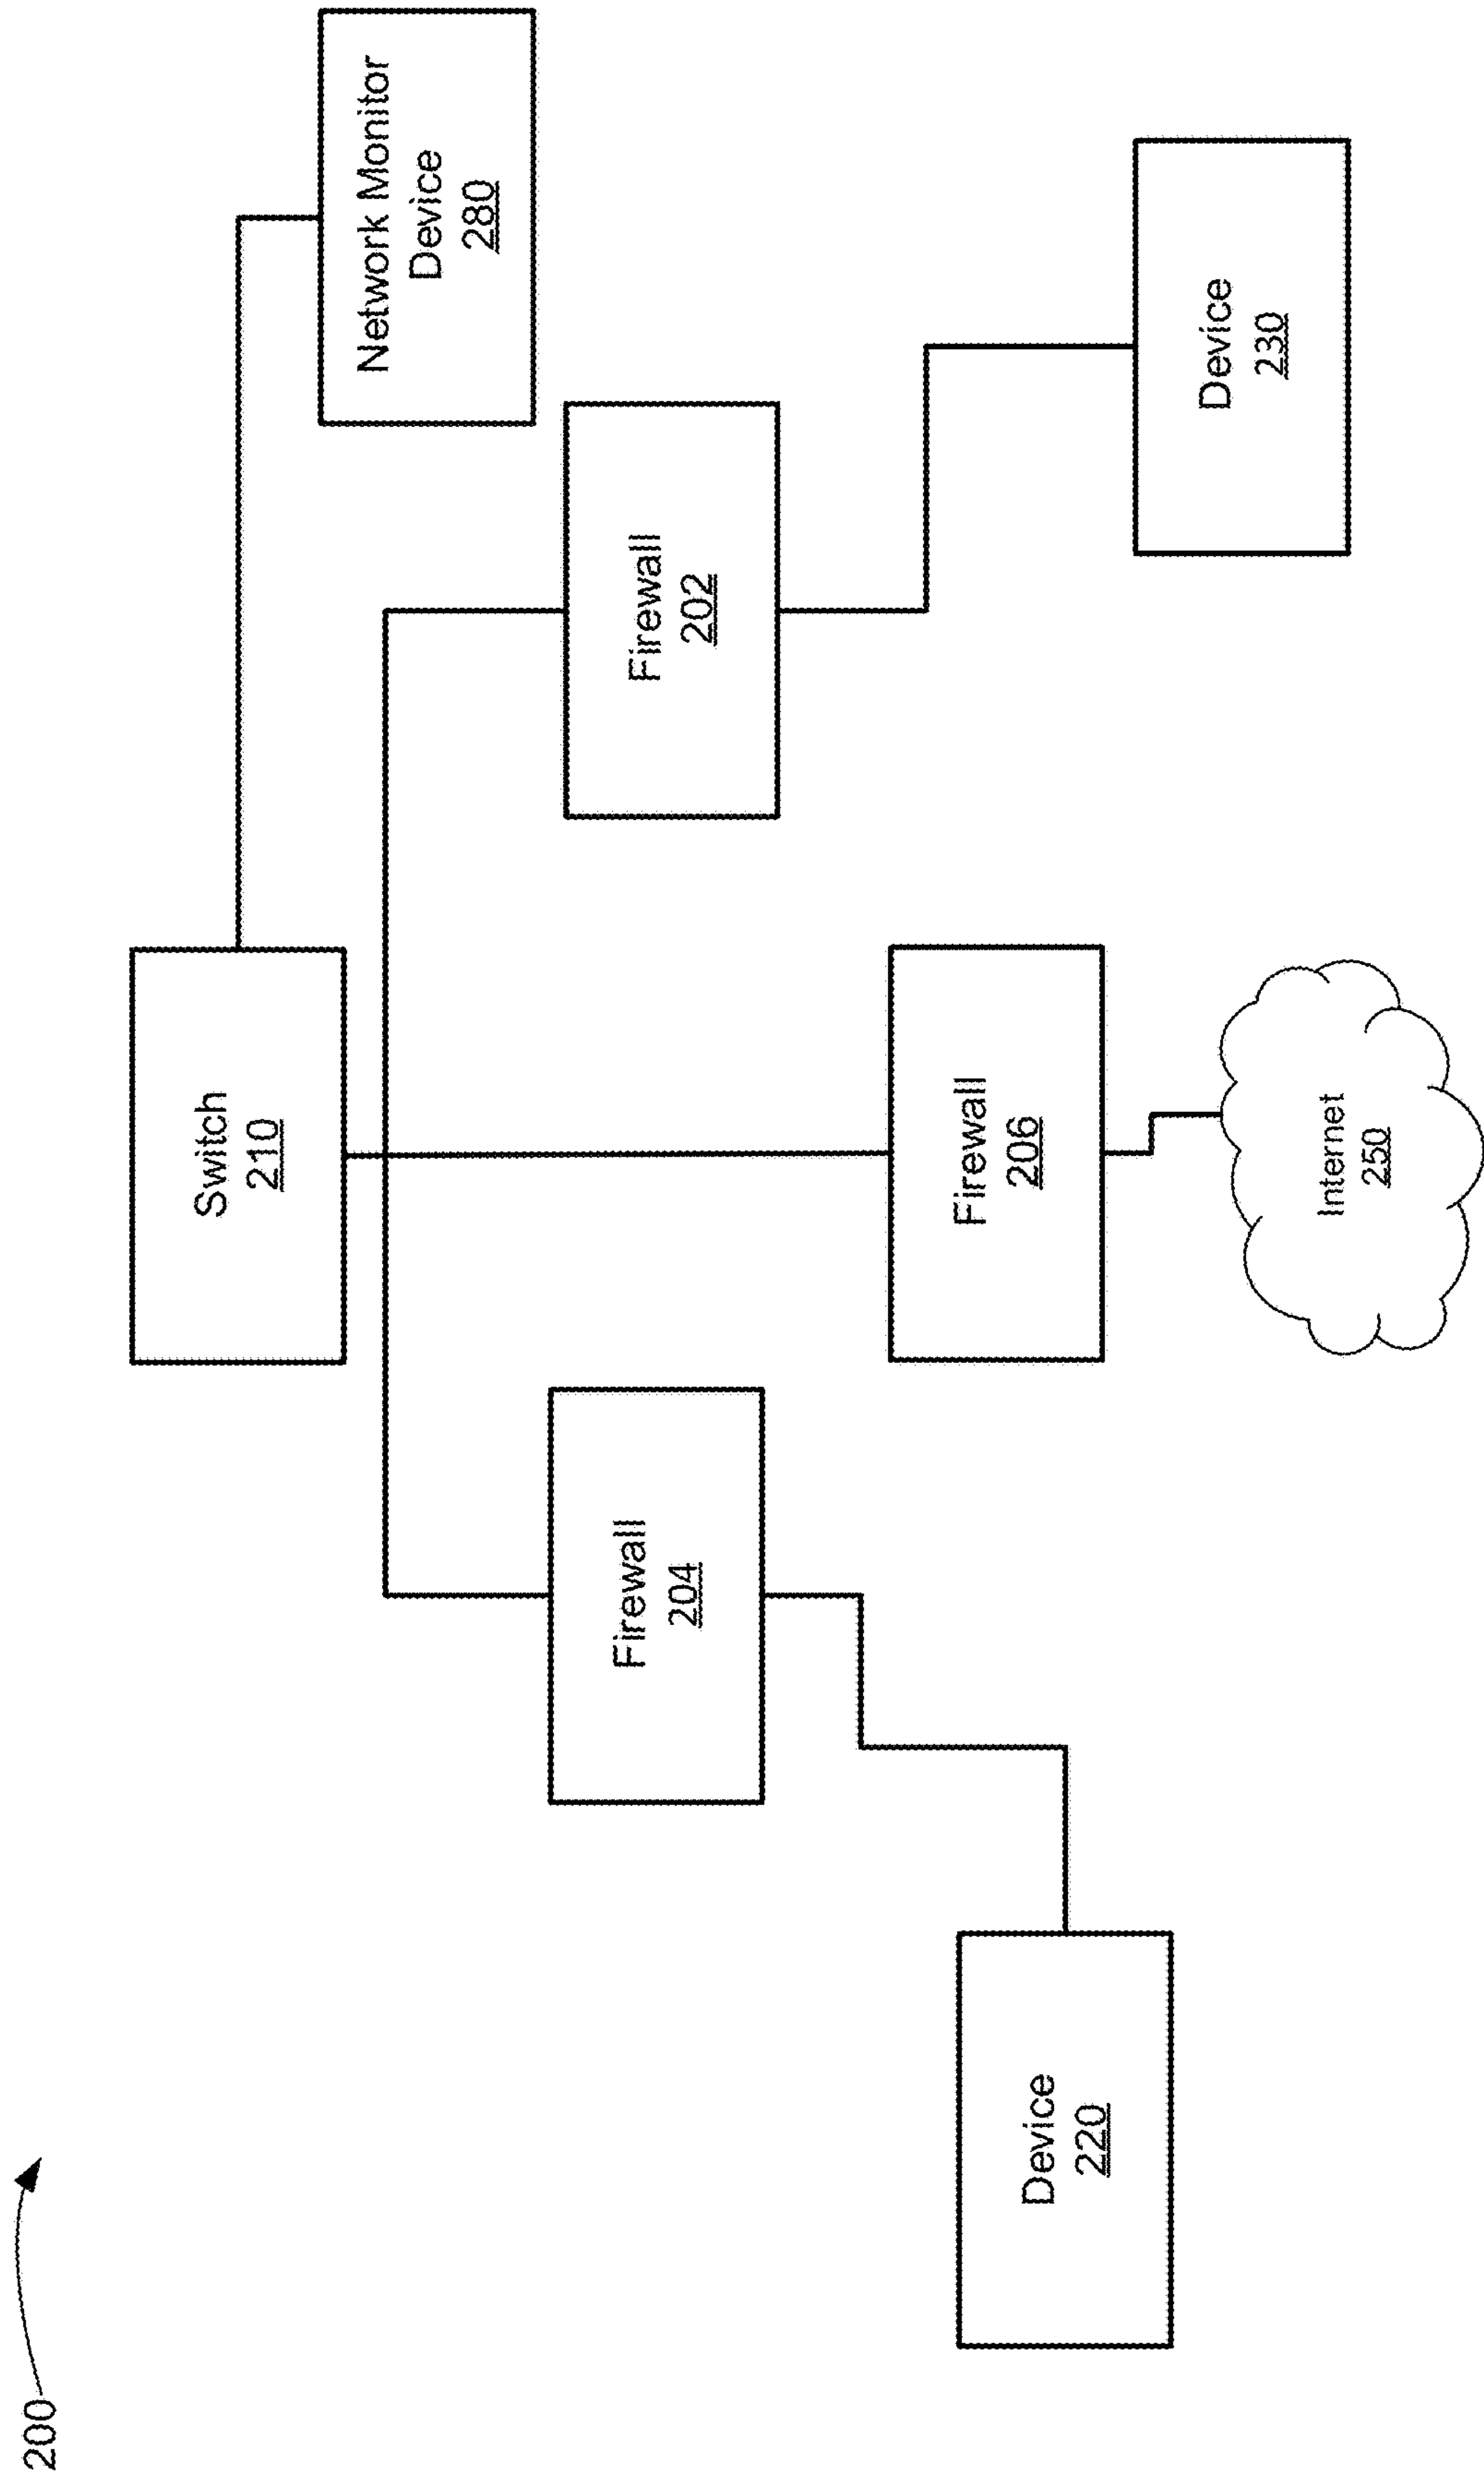 200
Switch
210
Network Monitor
Device
280
Firewall
204
Firewall
202
Firewall
206
Device
220
Device
230
Internet
250